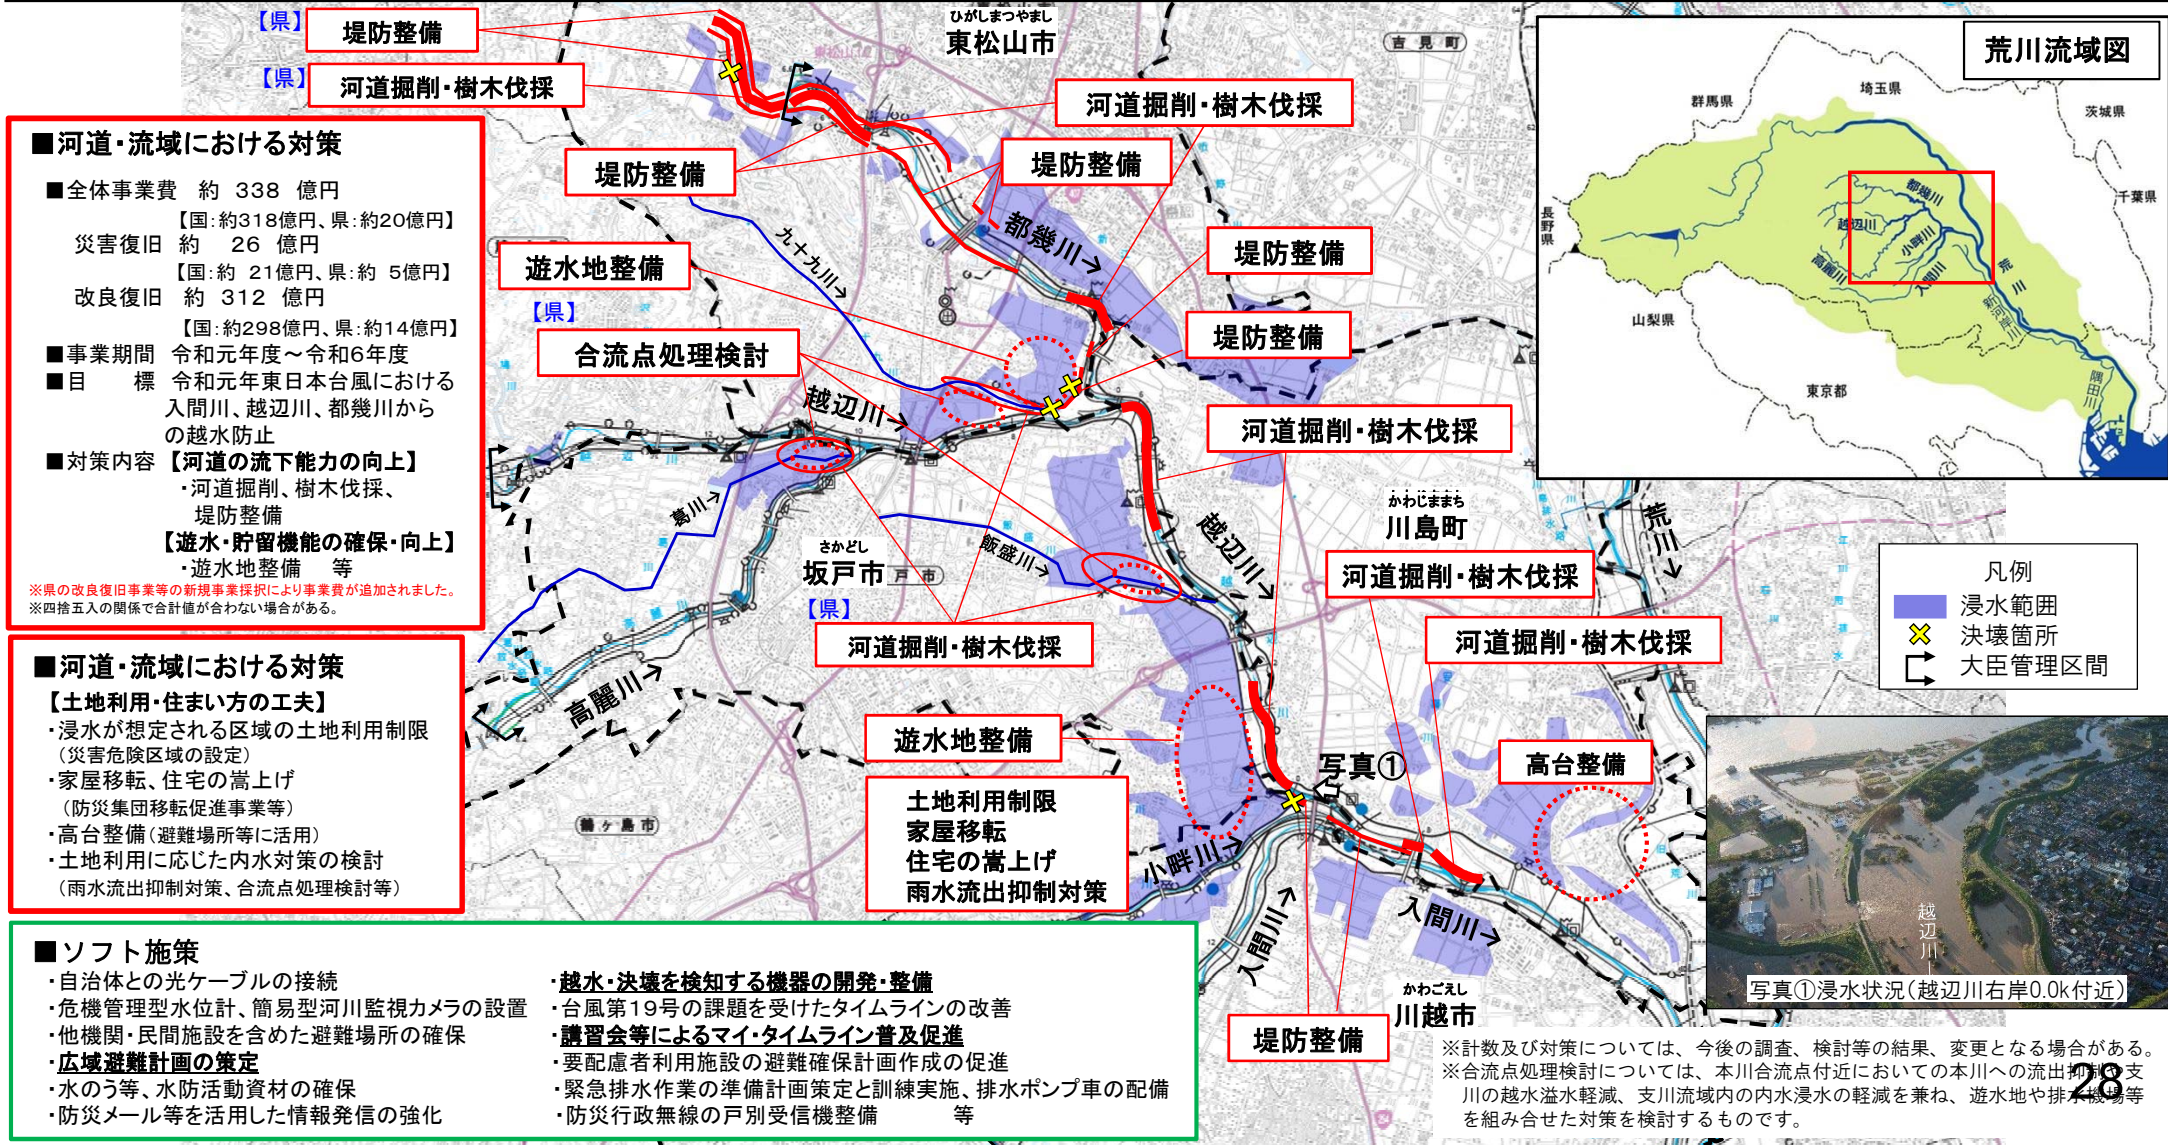 【県】
堤防整備
【県】
河道掘削・樹木伐採
ひがしまつやまし
東松山市
吉見町
河道掘削・樹木伐採
堤防整備
堤防整備
都幾川→
九十九川→
遊水地整備
堤防整備
【県】
合流点処理検討
堤防整備
越辺川→
河道掘削・樹木伐採
葛川→
さかどし
坂戸市
戸市
飯盛川→
越辺川→
かわじままち
川島町
荒川→
【県】
河道掘削・樹木伐採
河道掘削・樹木伐採
河道掘削・樹木伐採
高麗川→
遊水地整備
写真①
高台整備
土地利用制限
家屋移転
住宅の嵩上げ
雨水流出抑制対策
鶴ヶ島市
小畔川→
入間川→
入間川→
かわごえし
川越市
堤防整備
■河道・流域における対策
■全体事業費 約 338 億円
【国:約318億円、県:約20億円】
災害復旧 約 26 億円
【国:約 21億円、県:約 5億円】
改良復旧 約 312 億円
【国:約298億円、県:約14億円】
■事業期間 令和元年度～令和6年度
■目 標 令和元年東日本台風における
入間川、越辺川、都幾川から
の越水防止
■対策内容 【河道の流下能力の向上】
・河道掘削、樹木伐採、
堤防整備
【遊水・貯留機能の確保・向上】
・遊水地整備 等
※県の改良復旧事業等の新規事業採択により事業費が追加されました。
※四捨五入の関係で合計値が合わない場合がある。
■河道・流域における対策
【土地利用・住まい方の工夫】
・浸水が想定される区域の土地利用制限
(災害危険区域の設定)
・家屋移転、住宅の嵩上げ
(防災集団移転促進事業等)
・高台整備(避難場所等に活用)
・土地利用に応じた内水対策の検討
(雨水流出抑制対策、合流点処理検討等)
■ソフト施策
・自治体との光ケーブルの接続
・危機管理型水位計、簡易型河川監視カメラの設置
・他機関・民間施設を含めた避難場所の確保
・広域避難計画の策定
・水のう等、水防活動資材の確保
・防災メール等を活用した情報発信の強化
・越水・決壊を検知する機器の開発・整備
・台風第19号の課題を受けたタイムラインの改善
・講習会等によるマイ・タイムライン普及促進
・要配慮者利用施設の避難確保計画作成の促進
・緊急排水作業の準備計画策定と訓練実施、排水ポンプ車の配備
・防災行政無線の戸別受信機整備 等
荒川流域図
群馬県
埼玉県
茨城県
千葉県
長野県
山梨県
東京都
都幾川
越辺川
小畔川
高麗川
入間川
荒川
新河岸川
隅田川
凡例
浸水範囲
決壊箇所
大臣管理区間
越辺川
写真①浸水状況(越辺川右岸0.0k付近)
※計数及び対策については、今後の調査、検討等の結果、変更となる場合がある。
※合流点処理検討については、本川合流点付近においての本川への流出抑制や支
川の越水溢水軽減、支川流域内の内水浸水の軽減を兼ね、遊水地や排水機場等
を組み合せた対策を検討するものです。
28